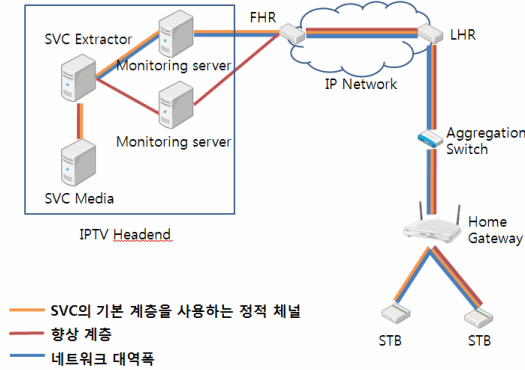 FHR
SVC Extractor
LHR
Monitoring server
IP Network
Monitoring server
Aggregation
Switch
SVC Media
Home
Gateway
IPTV Headend
SVC의 기본 계층을 사용하는 정적 채널
향상 계층
네트워크 대역폭
STB
STB